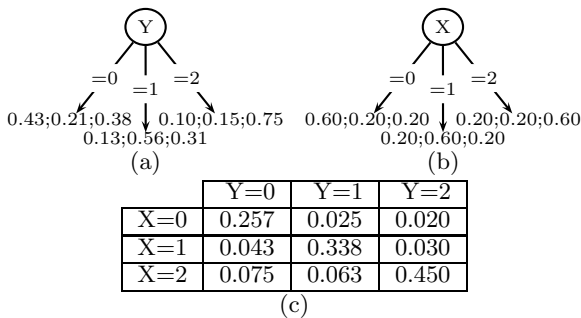 Y X
=0 =1 =2 =0 =1 =2
0.43;0.21;0.38 0.10;0.15;0.75 0.60;0.20;0.20 0.20;0.20;0.60
0.13;0.56;0.31 0.20;0.60;0.20
(a) (b)
Y=0 Y=1 Y=2
X=0 0.257 0.025 0.020
X=1 0.043 0.338 0.030
X=2 0.075 0.063 0.450
(c)